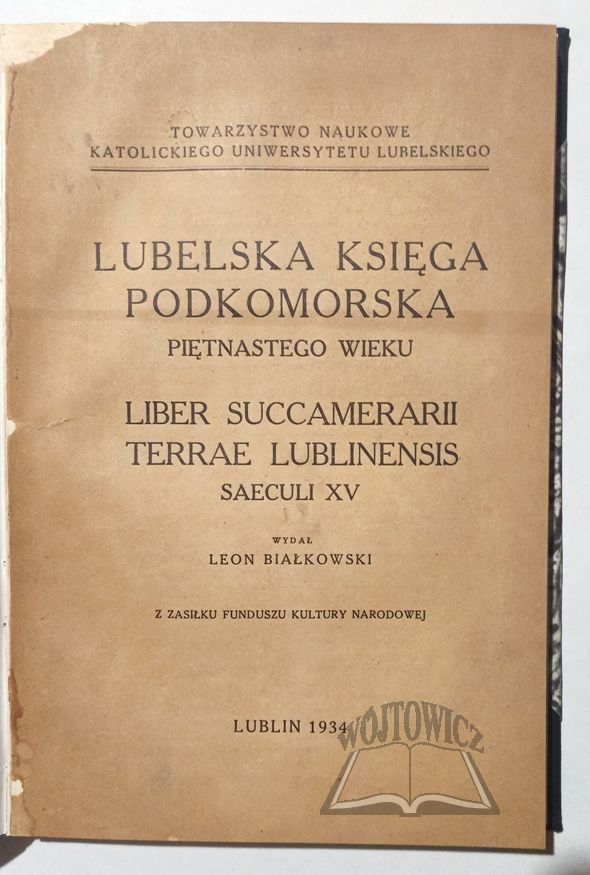 TOWARZYSTWO NAUKOWE
KATOLICKIEGO UNIWERSYTETU LUBELSKIEGO
LUBELSKA KSIĘGA
PODKOMORSKA
PIĘTNASTEGO WIEKU
LIBER SUCCAMERARII
TERRAE LUBLINENSIS
SAECULI XV
WYDAŁ
LEON BIAŁKOWSKI
Z ZASIŁKU FUNDUSZU KULTURY NARODOWEJ
LUBLIN 1934
WÓJTOWICZ